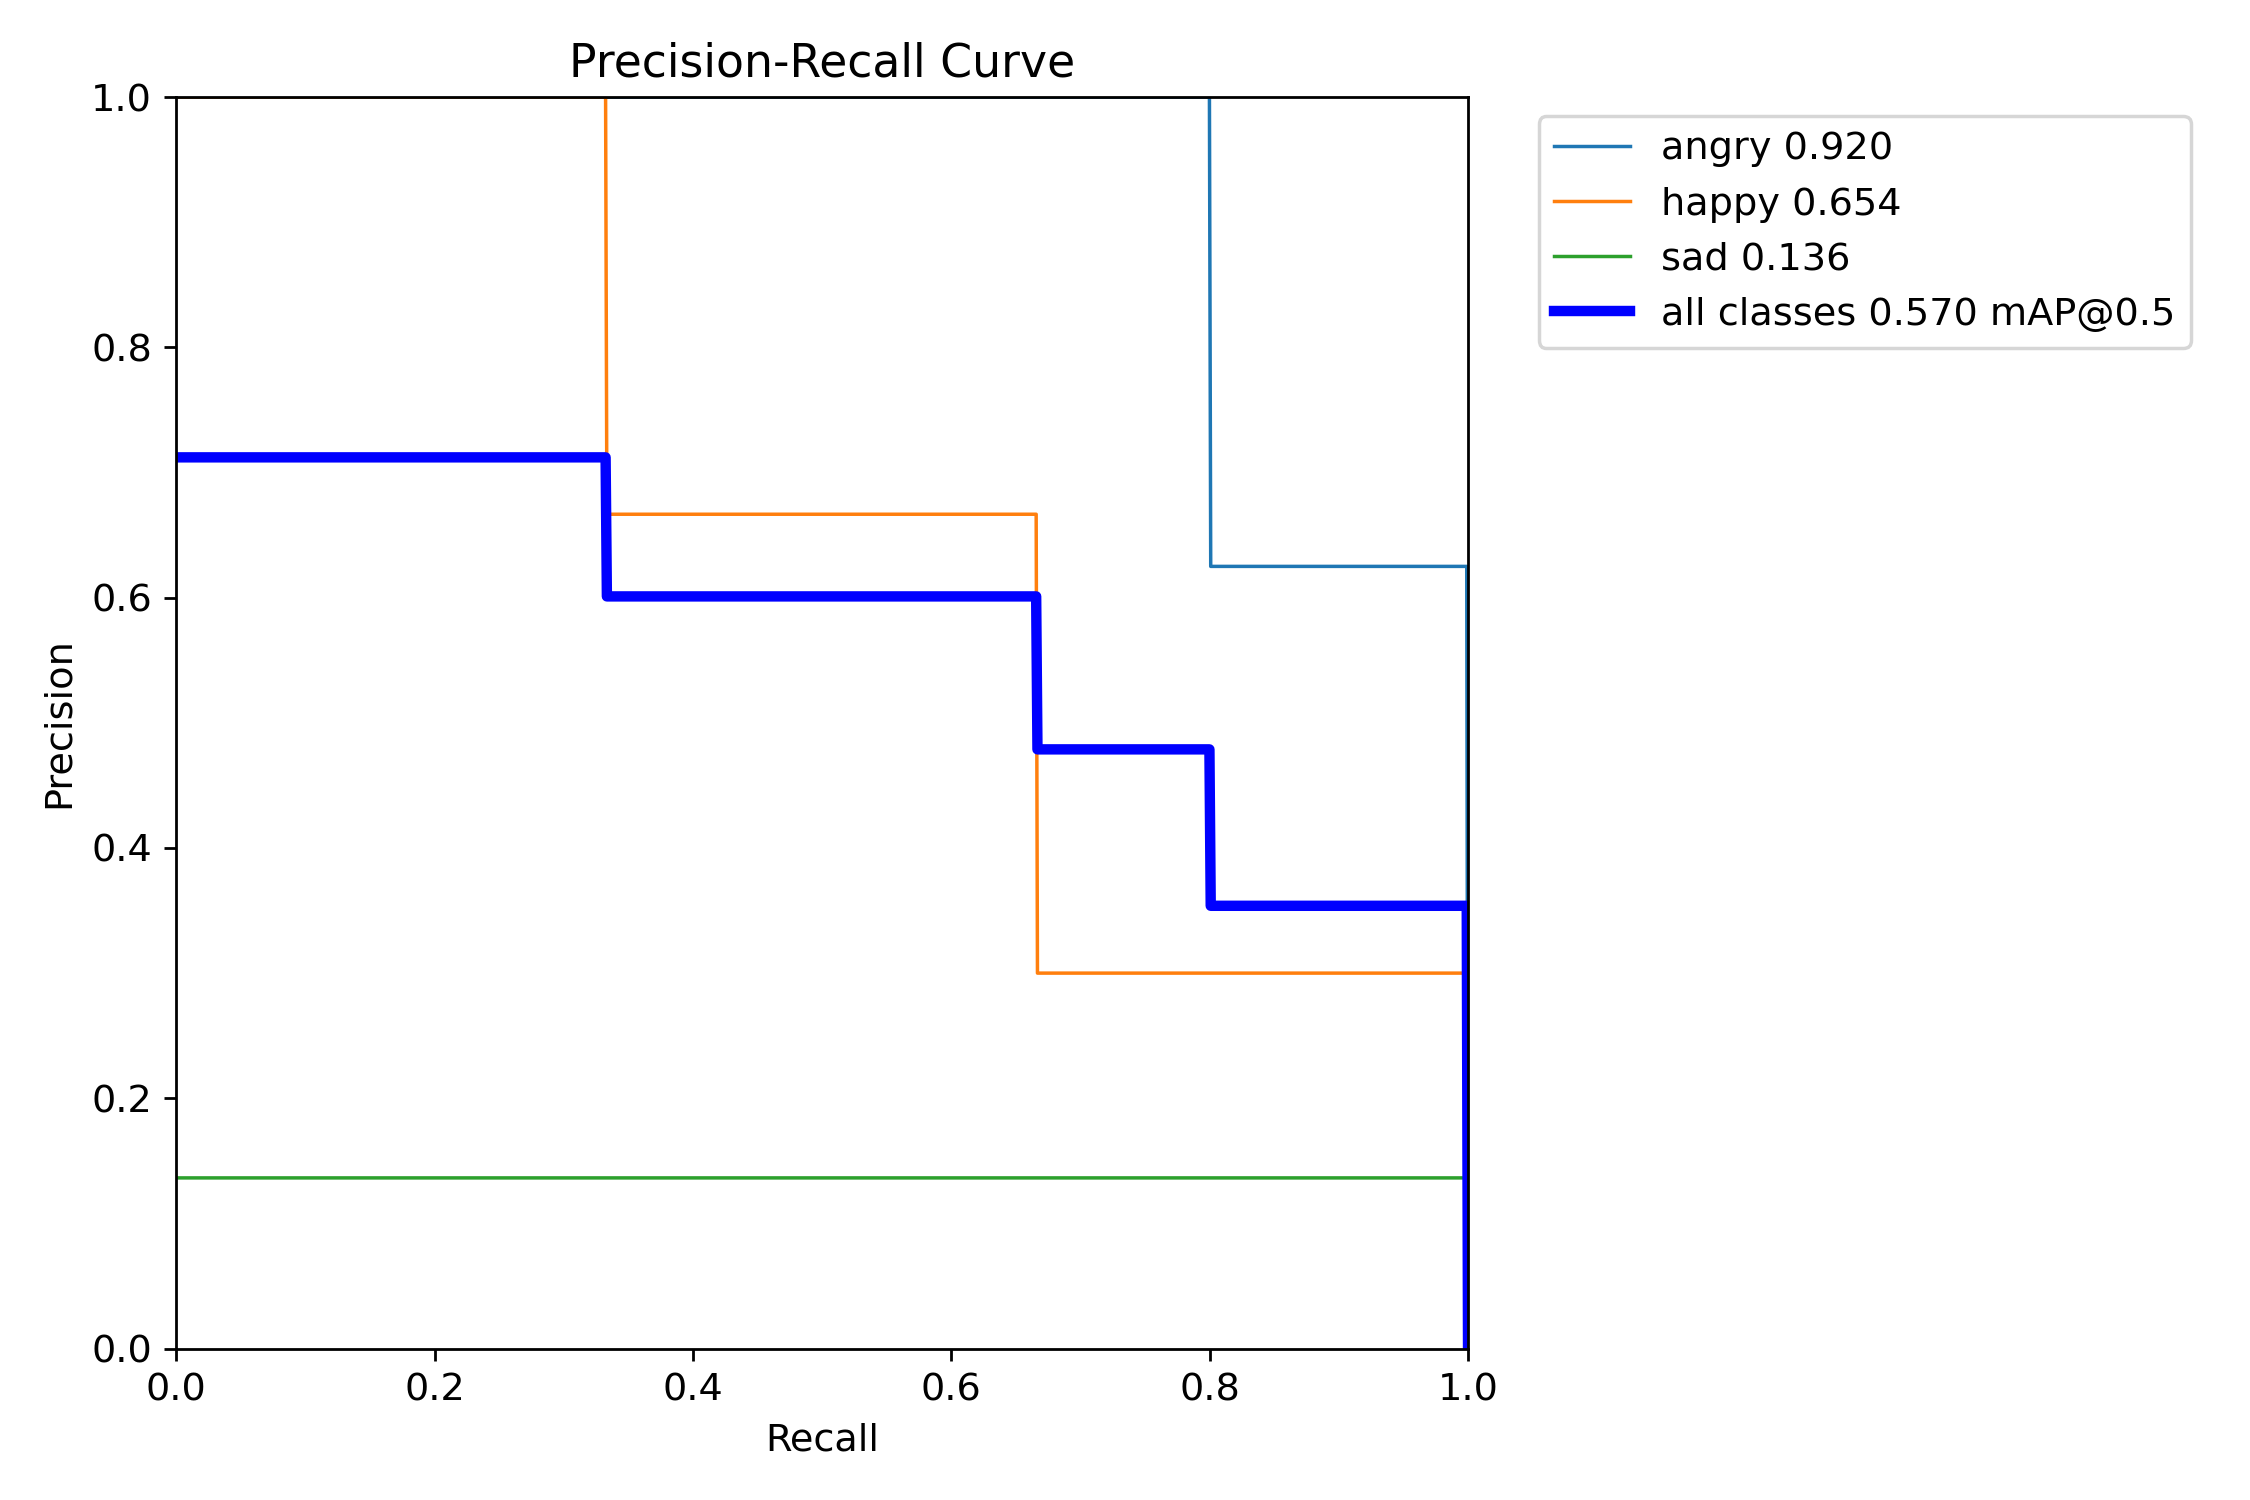 Precision-Recall Curve
1.0
0.8
0.6
0.4
0.2
0.0
Precision
0.0 0.2 0.4 0.6 0.8 1.0
Recall
angry 0.920
happy 0.654
sad 0.136
all classes 0.570 mAP@0.5